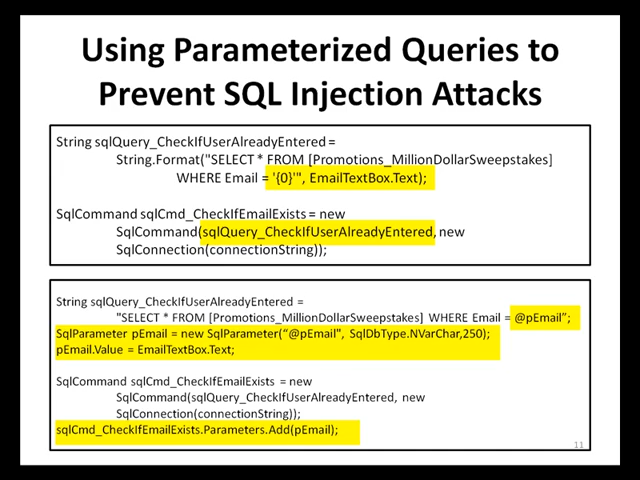 Using Parameterized Queries to
Prevent SQL Injection Attacks
String sqlQuery_CheckIfUserAlreadyEntered =
String.Format("SELECT * FROM [Promotions_MillionDollarSweepstakes]
WHERE Email = '{0}'", EmailTextBox.Text);
SqlCommand sqlCmd_CheckIfEmailExists = new
SqlCommand(sqlQuery_CheckIfUserAlreadyEntered, new
SqlConnection(connectionString));
String sqlQuery_CheckIfUserAlreadyEntered =
"SELECT * FROM [Promotions_MillionDollarSweepstakes] WHERE Email = @pEmail”;
SqlParameter pEmail = new SqlParameter(“@pEmail", SqlDbType.NVarChar,250);
pEmail.Value = EmailTextBox.Text;
SqlCommand sqlCmd_CheckIfEmailExists = new
SqlCommand(sqlQuery_CheckIfUserAlreadyEntered, new
SqlConnection(connectionString));
sqlCmd_CheckIfEmailExists.Parameters.Add(pEmail);
11